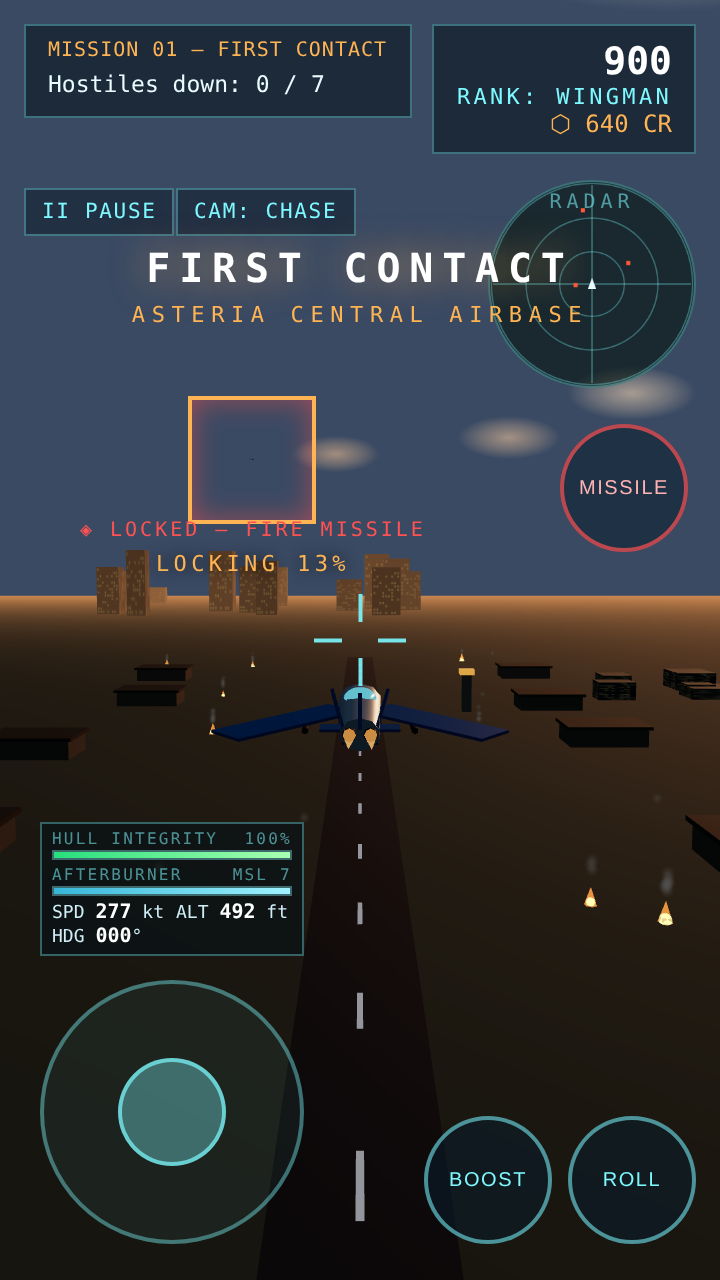 MISSION 01 — FIRST CONTACT
Hostiles down: 0 / 7
900
RANK: WINGMAN
⬡ 640 CR
II PAUSE
CAM: CHASE
RADAR
FIRST CONTACT
ASTERIA CENTRAL AIRBASE
MISSILE
◈ LOCKED — FIRE MISSILE
LOCKING 13%
HULL INTEGRITY 100%
AFTERBURNER MSL 7
SPD 277 kt ALT 492 ft
HDG 000°
BOOST
ROLL